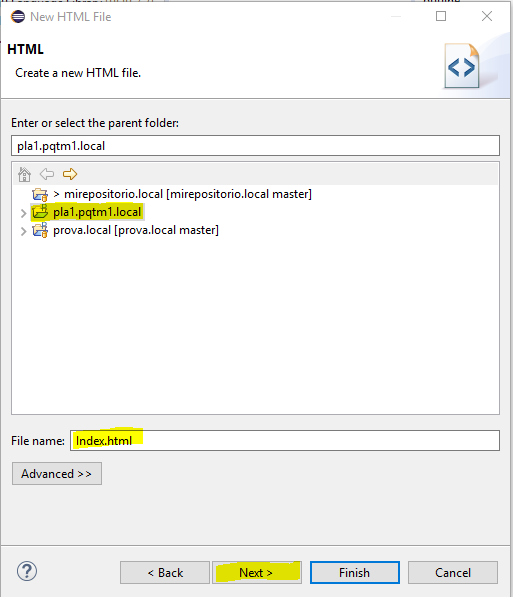 New HTML File
HTML
Create a new HTML file.
Enter or select the parent folder:
pla1.pqtm1.local
> mirepositorio.local [mirepositorio.local master]
pla1.pqtm1.local
prova.local [prova.local master]
File name:
Index.html
Advanced >>
?
< Back
Next >
Finish
Cancel